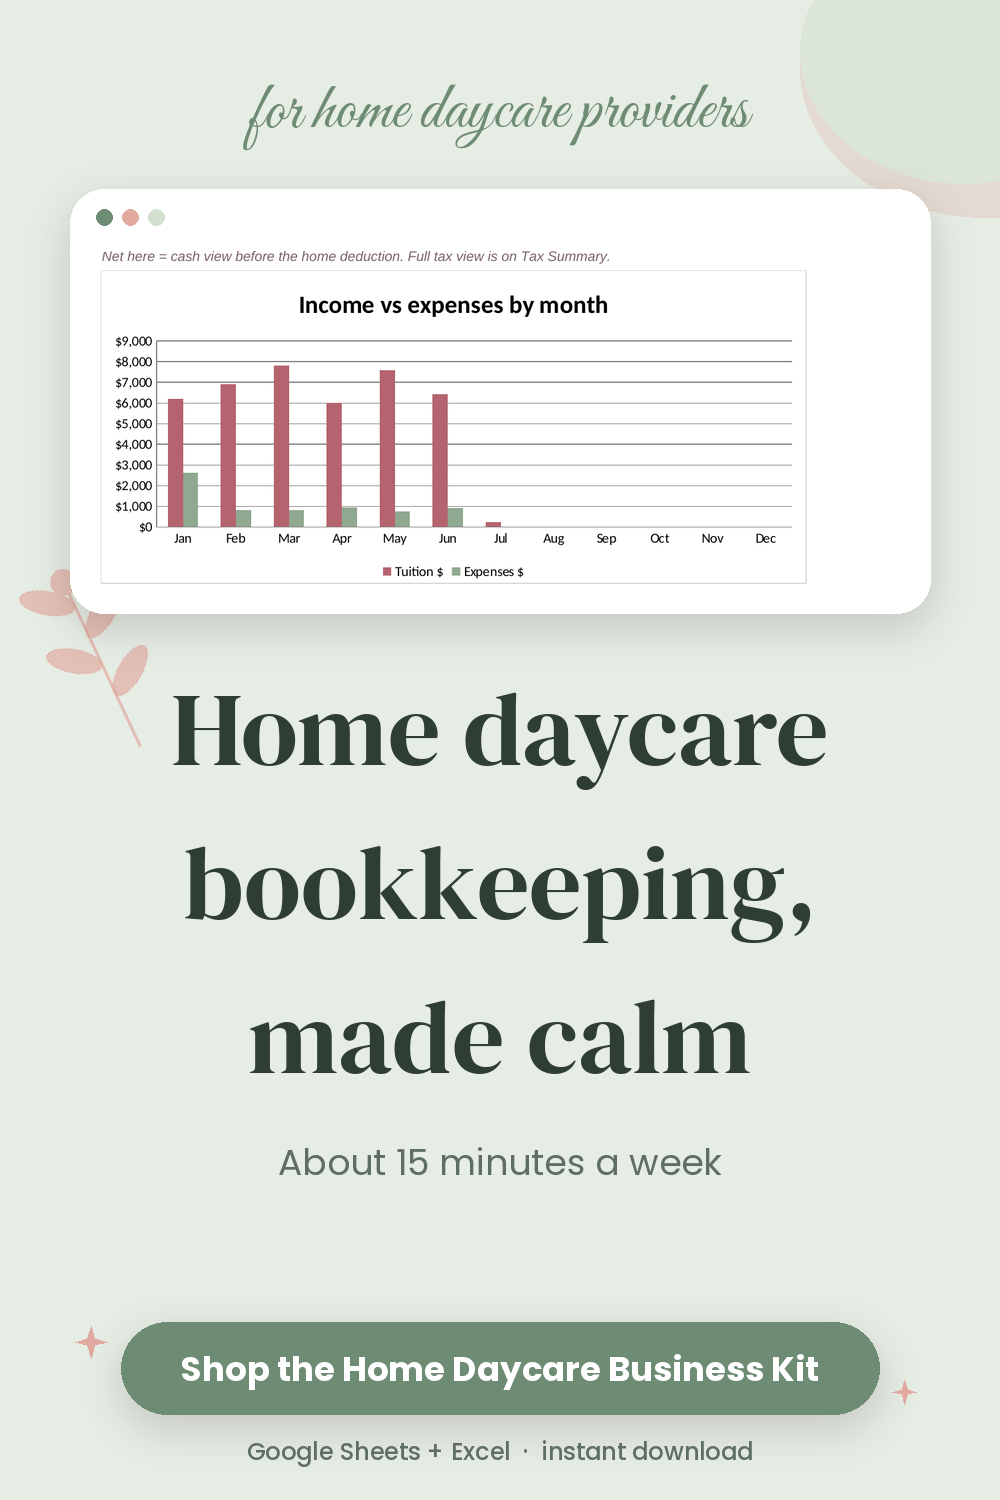 for home daycare providers
Net here = cash view before the home deduction. Full tax view is on Tax Summary.
Income vs expenses by month
$9,000
$8,000
$7,000
$6,000
$5,000
$4,000
$3,000
$2,000
$1,000
$0
Jan Feb Mar Apr May Jun Jul Aug Sep Oct Nov Dec
Tuition $ Expenses $
Home daycare
bookkeeping,
made calm
About 15 minutes a week
Shop the Home Daycare Business Kit
Google Sheets + Excel · instant download